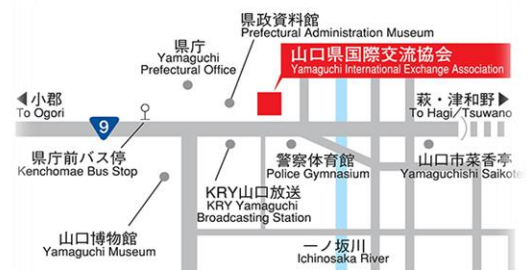 県政資料館
Prefectural Administration Museum
県庁
Yamaguchi
Prefectural Office
山口県国際交流協会
Yamaguchi International Exchange Association
◀小郡
To Ogori
萩・津和野▶
To Hagi/Tsuwano
9
県庁前バス停
Kenchomae Bus Stop
警察体育館
Police Gymnasium
山口市菜香亭
Yamaguchishi Saikote
KRY山口放送
KRY Yamaguchi
Broadcasting Station
山口博物館
Yamaguchi Museum
一ノ坂川
Ichinosaka River